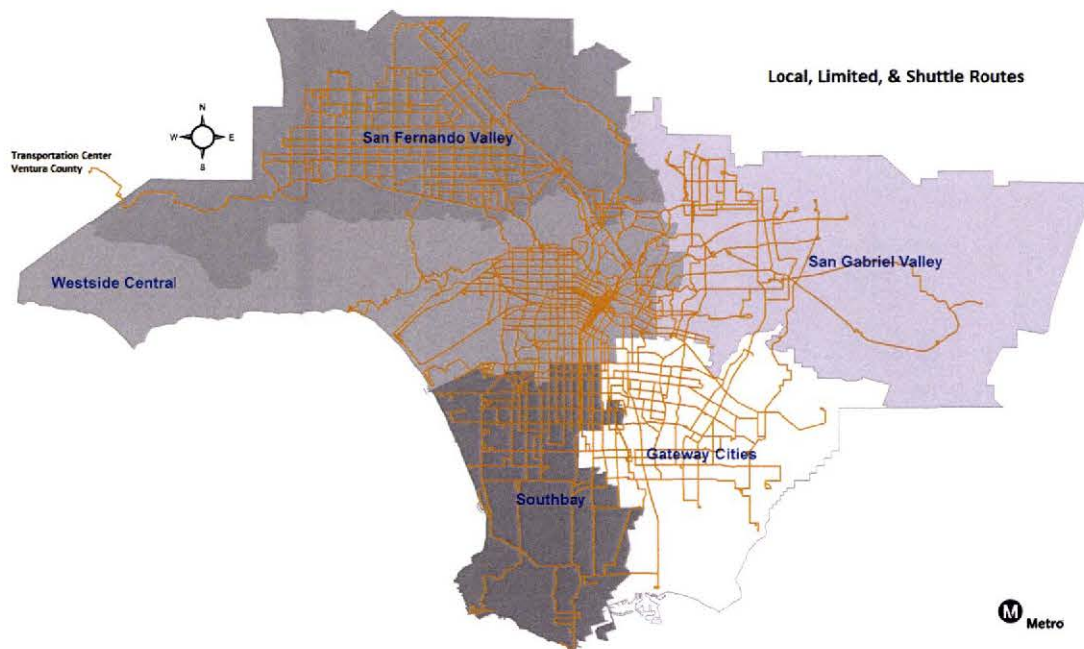 Local, Limited, & Shuttle Routes
N
W
E
S
San Fernando Valley
Transportation Center
Ventura County
Westside Central
San Gabriel Valley
Gateway Cities
Southbay
M
Metro